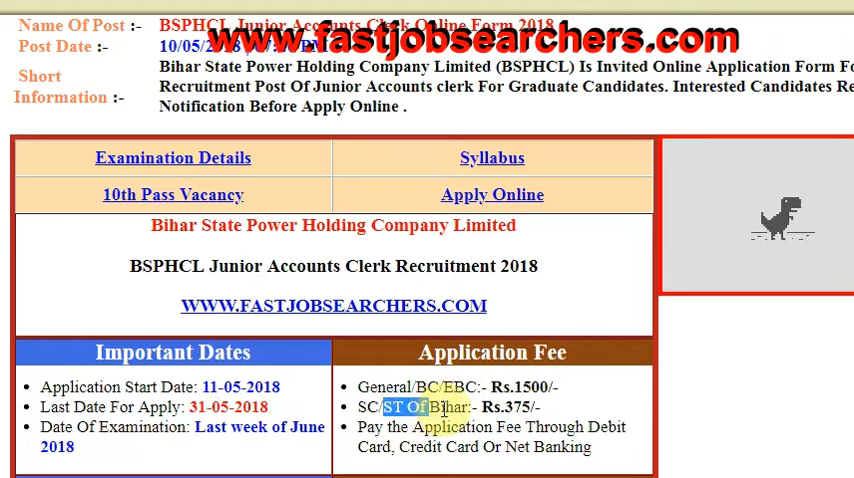 Name Of Post :- BSPHCL Junior Accounts Clerk Online Form 2018
www.fastjobsearchers.com
Post Date :- 10/05/2018 PM
Short Information :-
Bihar State Power Holding Company Limited (BSPHCL) Is Invited Online Application Form Fo
Recruitment Post Of Junior Accounts clerk For Graduate Candidates. Interested Candidates Re
Notification Before Apply Online .
Examination Details
Syllabus
10th Pass Vacancy
Apply Online
Bihar State Power Holding Company Limited
BSPHCL Junior Accounts Clerk Recruitment 2018
WWW.FASTJOBSEARCHERS.COM
Important Dates
Application Fee
Application Start Date: 11-05-2018
Last Date For Apply: 31-05-2018
Date Of Examination: Last week of June
2018
General/BC/EBC:- Rs.1500/-
SC/ST Of Bihar:- Rs.375/-
Pay the Application Fee Through Debit
Card, Credit Card Or Net Banking